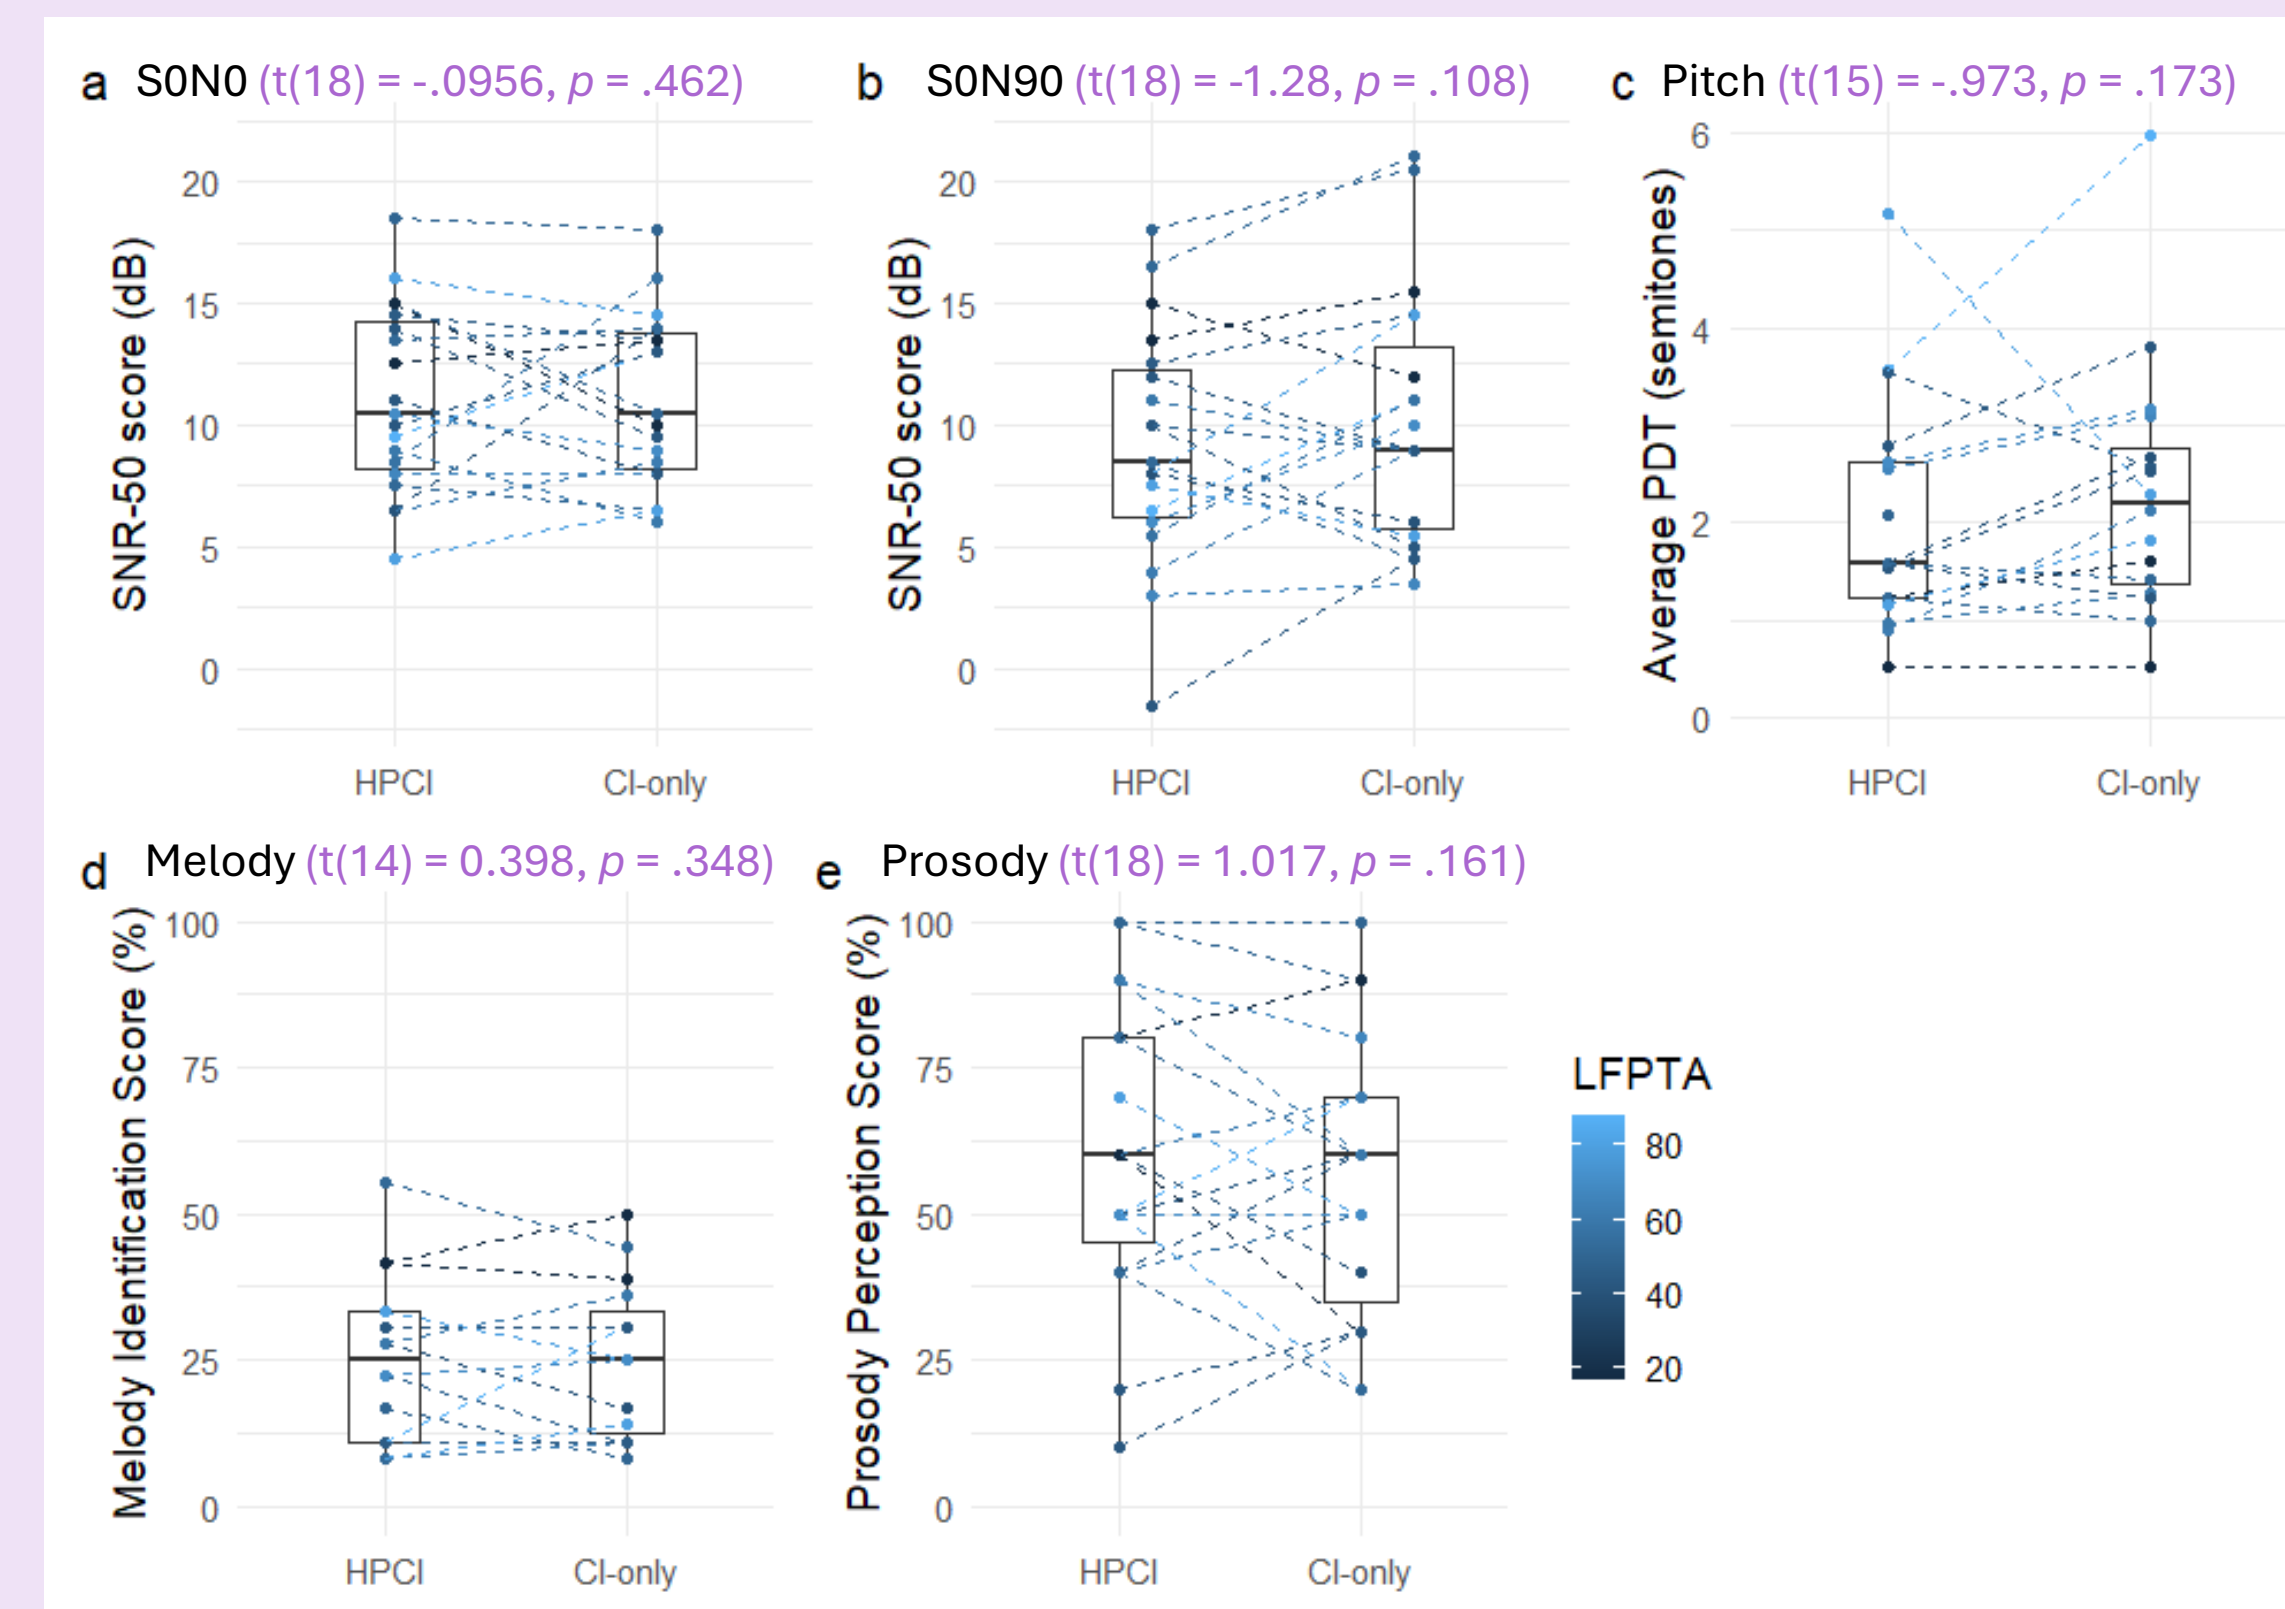 a S0N0 (t(18) = -.0956, p = .462)
SNR-50 score (dB)
20
15
10
5
0
HPCI CI-only
b S0N90 (t(18) = -1.28, p = .108)
SNR-50 score (dB)
20
15
10
5
0
HPCI CI-only
c Pitch (t(15) = -.973, p = .173)
Average PDT (semitones)
6
4
2
0
HPCI CI-only
d Melody (t(14) = 0.398, p = .348)
Melody Identification Score (%)
100
75
50
25
0
HPCI CI-only
e Prosody (t(18) = 1.017, p = .161)
Prosody Perception Score (%)
100
75
50
25
0
HPCI CI-only
LFPTA
80
60
40
20